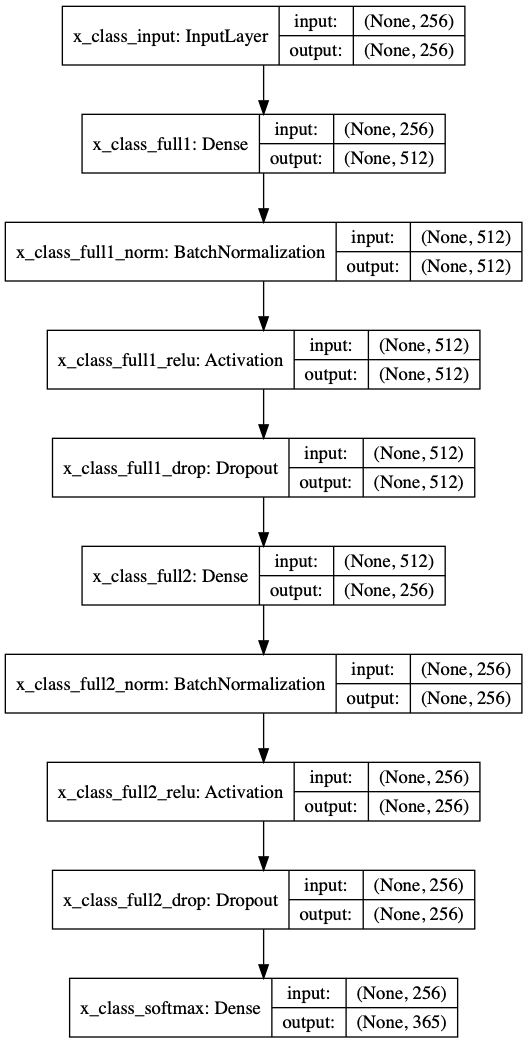 x_class_input: InputLayer
input: (None, 256)
output: (None, 256)
x_class_full1: Dense
input: (None, 256)
output: (None, 512)
x_class_full1_norm: BatchNormalization
input: (None, 512)
output: (None, 512)
x_class_full1_relu: Activation
input: (None, 512)
output: (None, 512)
x_class_full1_drop: Dropout
input: (None, 512)
output: (None, 512)
x_class_full2: Dense
input: (None, 512)
output: (None, 256)
x_class_full2_norm: BatchNormalization
input: (None, 256)
output: (None, 256)
x_class_full2_relu: Activation
input: (None, 256)
output: (None, 256)
x_class_full2_drop: Dropout
input: (None, 256)
output: (None, 256)
x_class_softmax: Dense
input: (None, 256)
output: (None, 365)